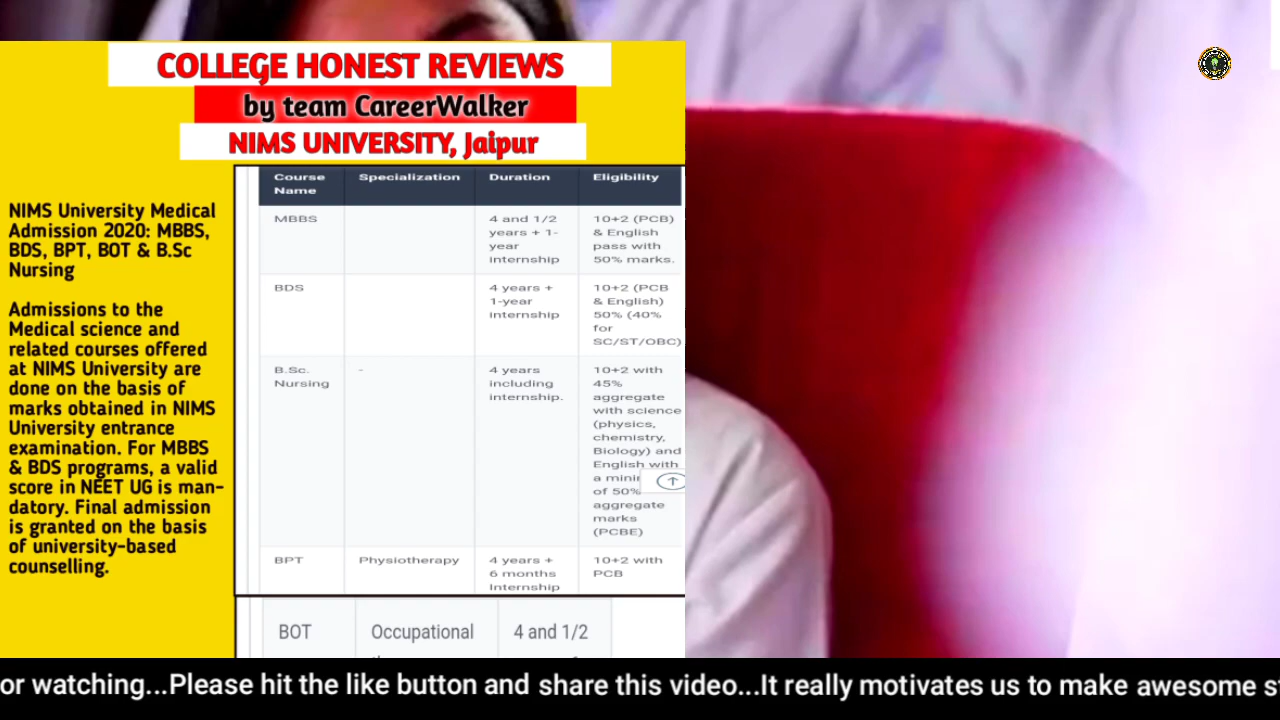 COLLEGE HONEST REVIEWS
by team CareerWalker
NIMS UNIVERSITY, Jaipur
NIMS University Medical
Admission 2020: MBBS,
BDS, BPT, BOT & B.Sc
Nursing
Admissions to the
Medical science and
related courses offered
at NIMS University are
done on the basis of
marks obtained in NIMS
University entrance
examination. For MBBS
& BDS programs, a valid
score in NEET UG is man-
datory. Final admission
is granted on the basis
of university-based
counselling.
Course Name Specialization Duration Eligibility
MBBS
4 and 1/2
years + 1-
year
internship
10+2 (PCB)
& English
pass with
50% marks.
BDS
4 years +
1-year
internship
10+2 (PCB
& English)
50% (40%
for
SC/ST/OBC)
B.Sc.
Nursing
-
4 years
including
internship.
10+2 with
45%
aggregate
with science
(physics,
chemistry,
Biology) and
English with
a
of 50%
aggregate
marks
(PCBE)
BPT
Physiotherapy
4 years +
6 months
Internship
10+2 with
PCB
BOT Occupational 4 and 1/2
or watching...Please hit the like button and share this video...It really motivates us to make awesome